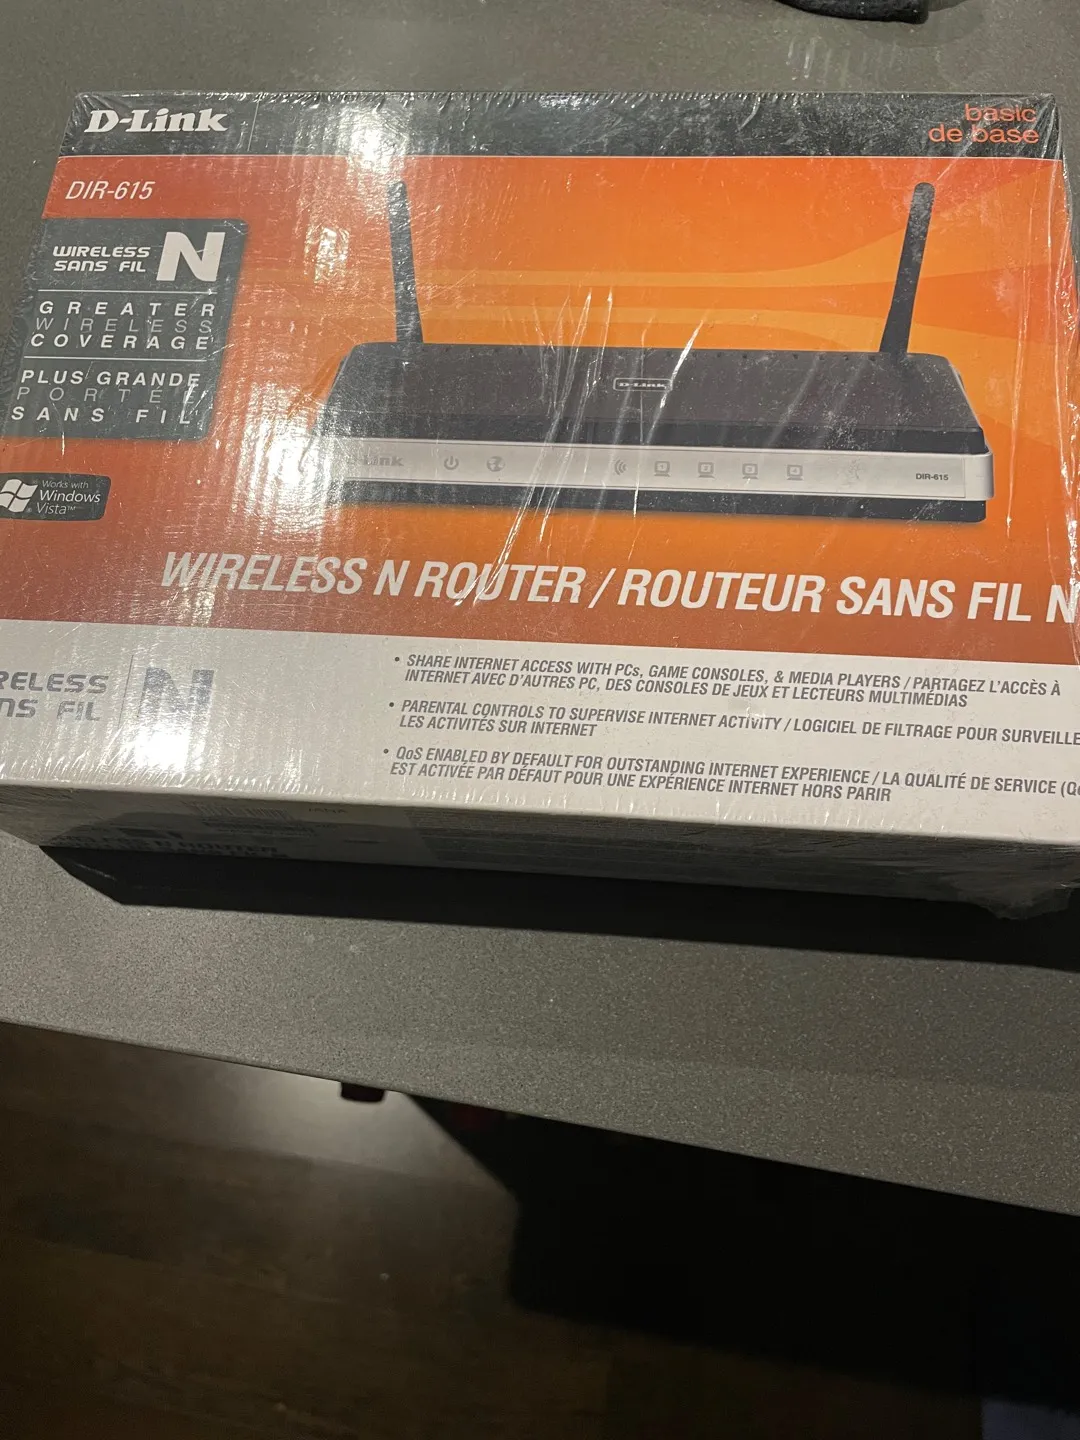 D-Link
basic
de base
DIR-615
WIRELESS
SANS FIL N
GREATER
WIRELESS
COVERAGE
PLUS GRANDE
PORTÉE
SANS FIL
Works with
Windows
Vista™
D-Link
DIR-615
WIRELESS N ROUTER / ROUTEUR SANS FIL N
RELESS
NS FIL N
• SHARE INTERNET ACCESS WITH PCs, GAME CONSOLES, & MEDIA PLAYERS / PARTAGEZ L'ACCÈS À
INTERNET AVEC D'AUTRES PC, DES CONSOLES DE JEUX ET LECTEURS MULTIMÉDIAS
• PARENTAL CONTROLS TO SUPERVISE INTERNET ACTIVITY / LOGICIEL DE FILTRAGE POUR SURVEILLE
LES ACTIVITÉS SUR INTERNET
• QoS ENABLED BY DEFAULT FOR OUTSTANDING INTERNET EXPERIENCE / LA QUALITÉ DE SERVICE (Qo
EST ACTIVÉE PAR DÉFAUT POUR UNE EXPÉRIENCE INTERNET HORS PARIR
N ROUTER